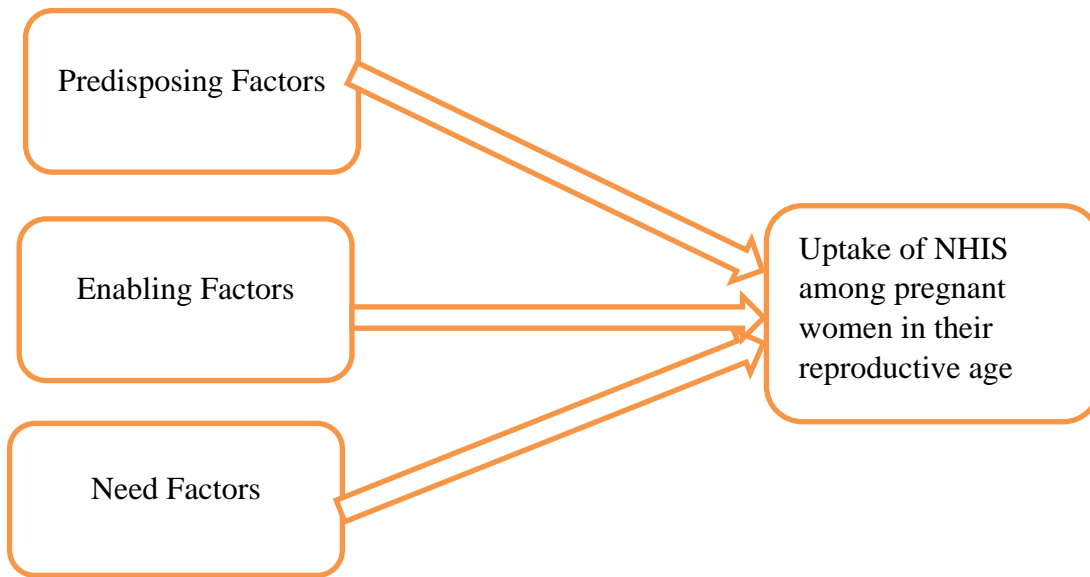 Predisposing Factors
Enabling Factors
Need Factors
Uptake of NHIS
among pregnant
women in their
reproductive age